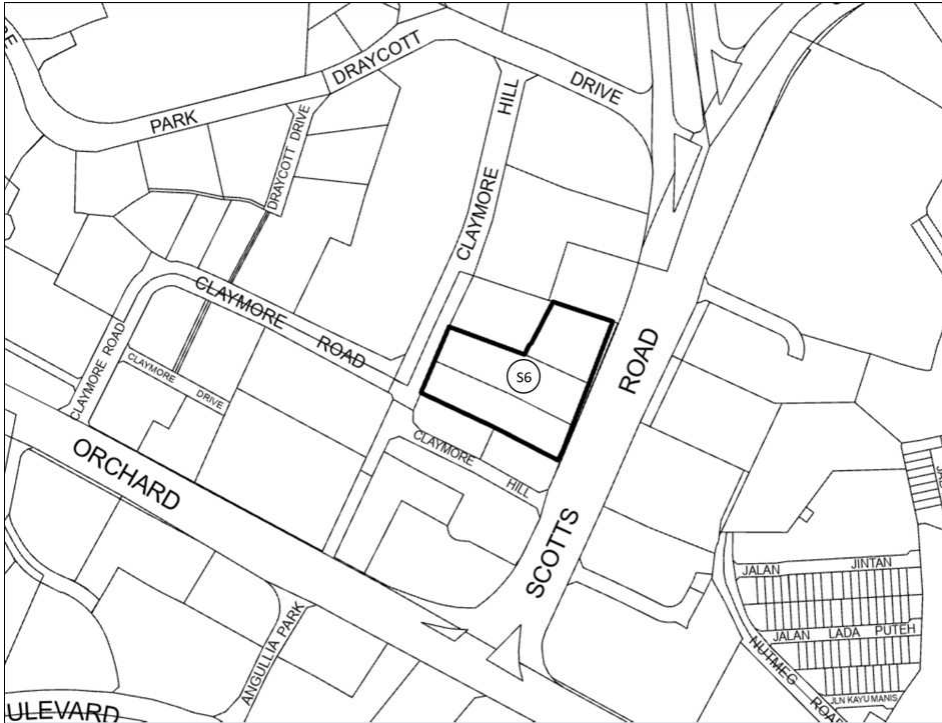 RE
DRAYCOTT
DRIVE
PARK
HILL
DRAYCOTT DRIVE
CLAYMORE
CLAYMORE
ROAD
CLAYMORE ROAD
CLAYMORE
DRIVE
S6
ROAD
CLAYMORE
HILL
ORCHARD
SCOTTS
JALAN JINTAN
JALAN LADA PUTEH
NUTMEG ROAD
JLN KAYU MANIS
ANGULLIA PARK
ULEVARD